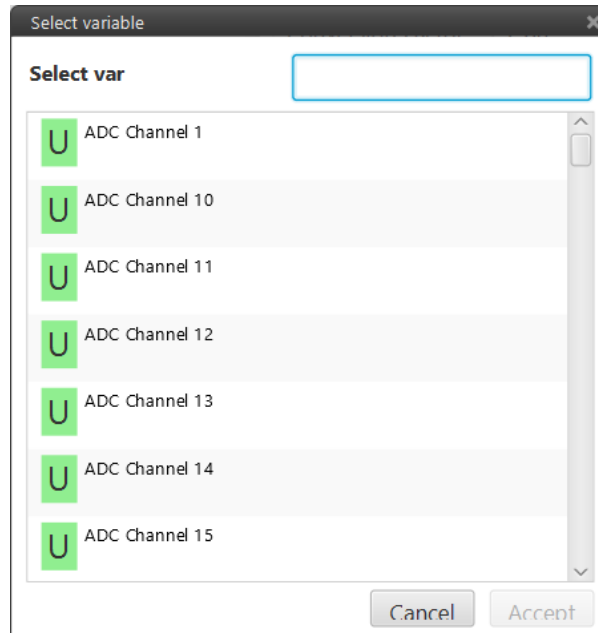 Select variable
Select var
U ADC Channel 1
U ADC Channel 10
U ADC Channel 11
U ADC Channel 12
U ADC Channel 13
U ADC Channel 14
U ADC Channel 15
Cancel Accept